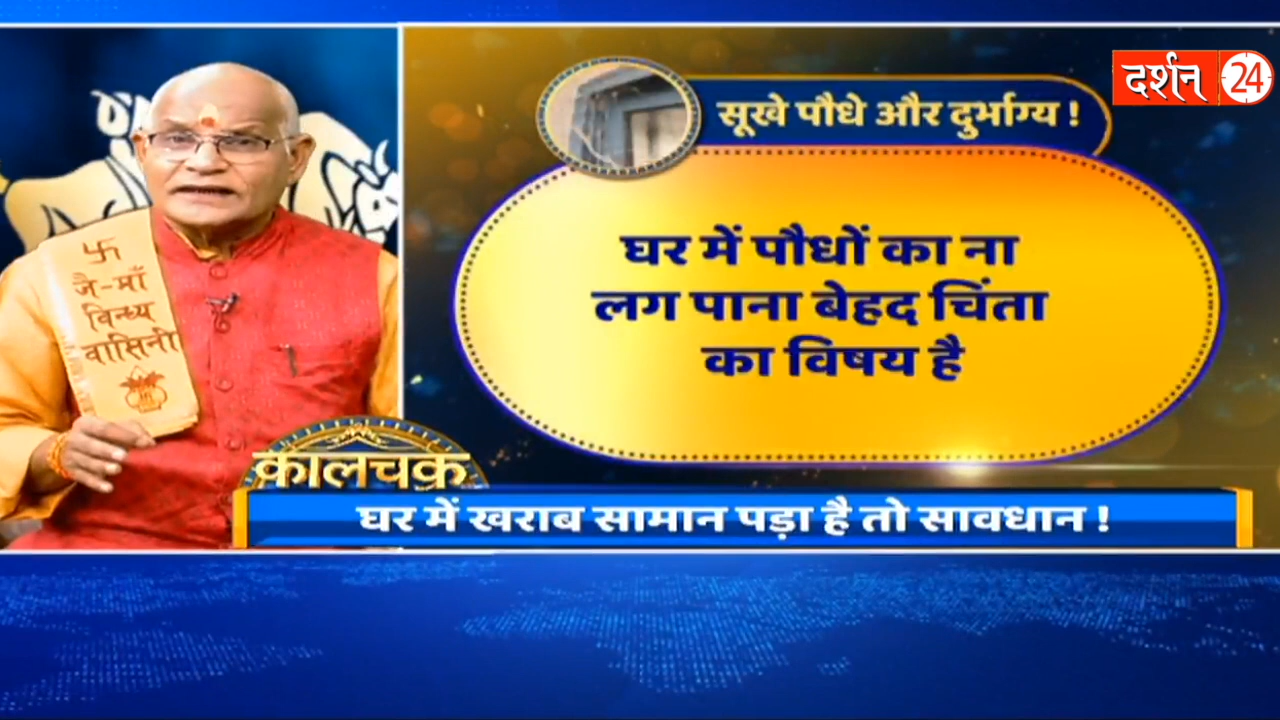 दर्शन 24
सूखे पौधे और दुर्भाग्य !
घर में पौधों का ना
लग पाना बेहद चिंता
का विषय है
जै-माँ
विन्ध्य
वासिनी
कालचक्र
घर में खराब सामान पड़ा है तो सावधान !